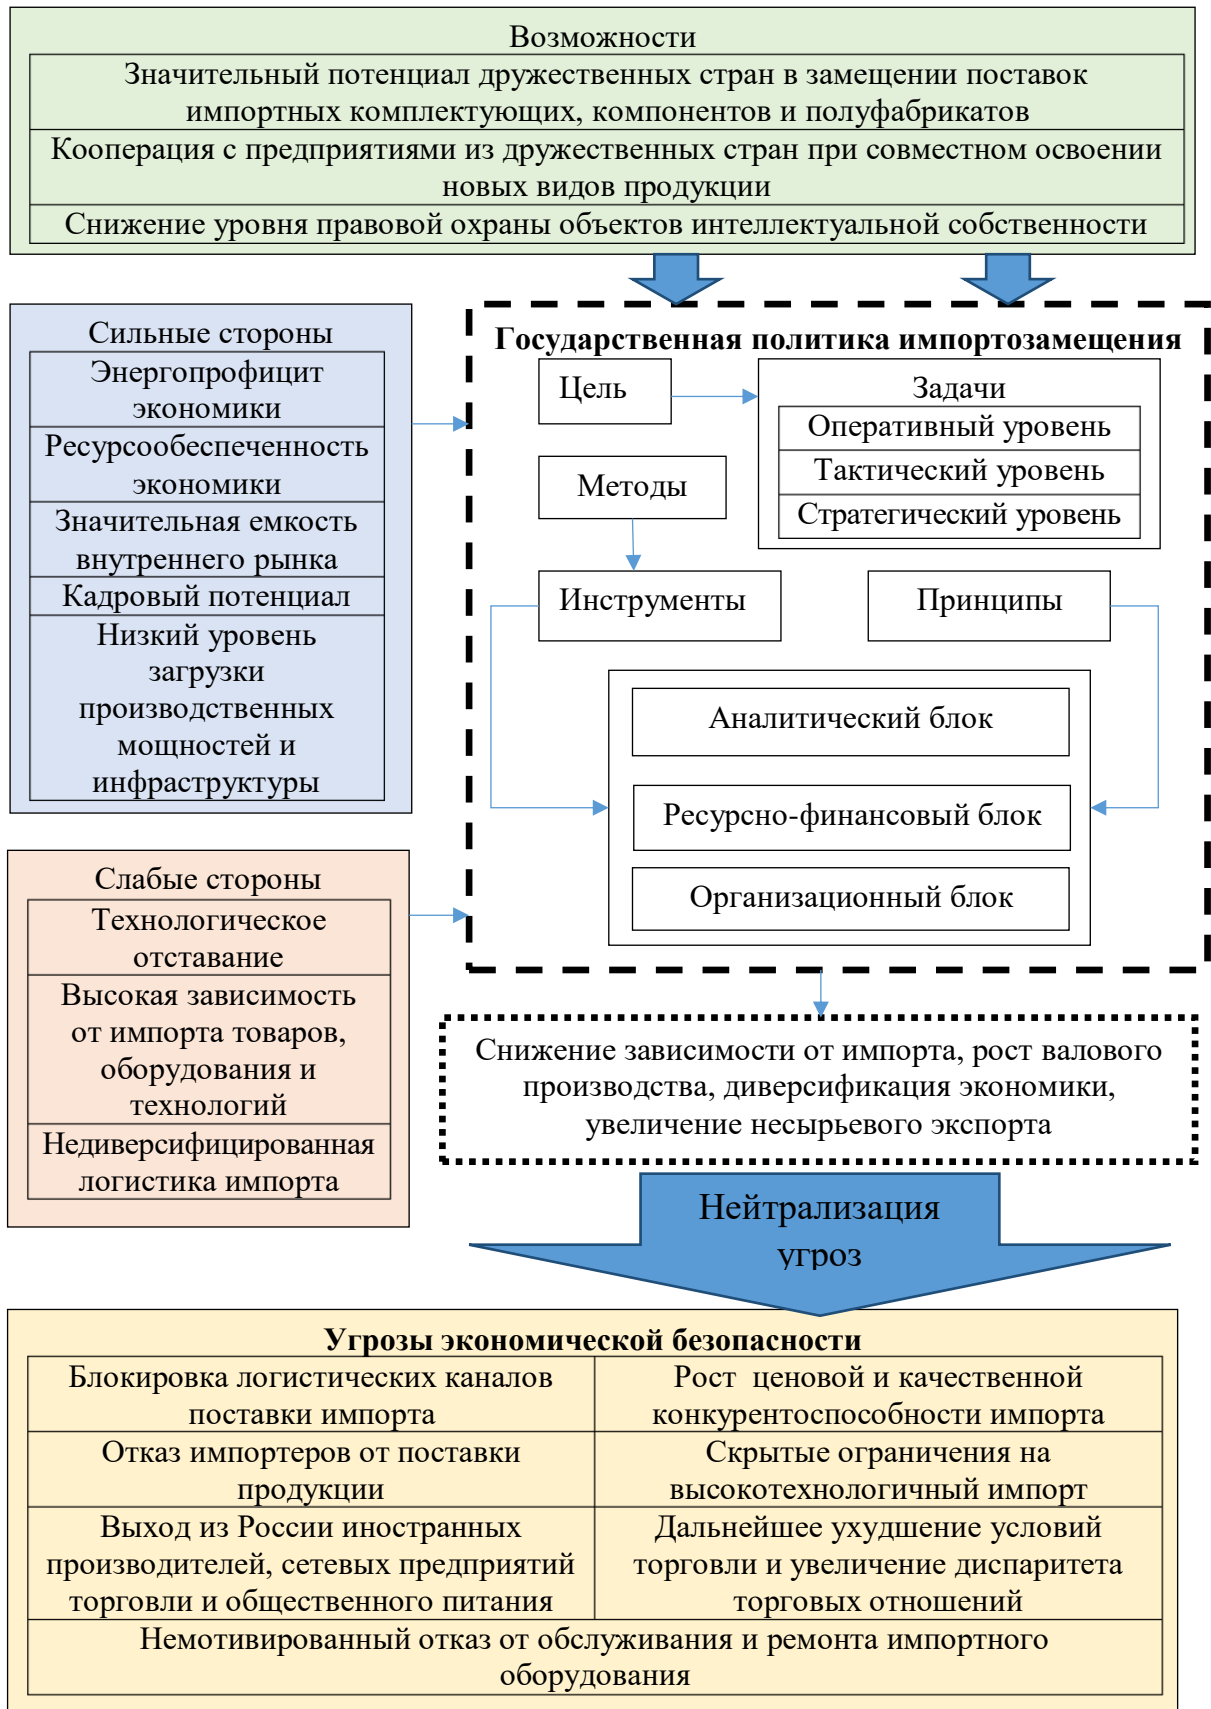 Возможности
Значительный потенциал дружественных стран в замещении поставок
импортных комплектующих, компонентов и полуфабрикатов
Кооперация с предприятиями из дружественных стран при совместном освоении
новых видов продукции
Снижение уровня правовой охраны объектов интеллектуальной собственности
Сильные стороны
Энергопрофицит
экономики
Ресурсообеспеченность
экономики
Значительная емкость
внутреннего рынка
Кадровый потенциал
Низкий уровень
загрузки
производственных
мощностей и
инфраструктуры
Слабые стороны
Технологическое
отставание
Высокая зависимость
от импорта товаров,
оборудования и
технологий
Недиверсифицированная
логистика импорта
Государственная политика импортозамещения
Цель
Задачи
Оперативный уровень
Тактический уровень
Стратегический уровень
Методы
Инструменты
Принципы
Аналитический блок
Ресурсно-финансовый блок
Организационный блок
Снижение зависимости от импорта, рост валового
производства, диверсификация экономики,
увеличение несырьевого экспорта
Нейтрализация
угроз
Угрозы экономической безопасности
Блокировка логистических каналов
поставки импорта
Рост ценовой и качественной
конкурентоспособности импорта
Отказ импортеров от поставки
продукции
Скрытые ограничения на
высокотехнологичный импорт
Выход из России иностранных
производителей, сетевых предприятий
торговли и общественного питания
Дальнейшее ухудшение условий
торговли и увеличение диспаритета
торговых отношений
Немотивированный отказ от обслуживания и ремонта импортного
оборудования